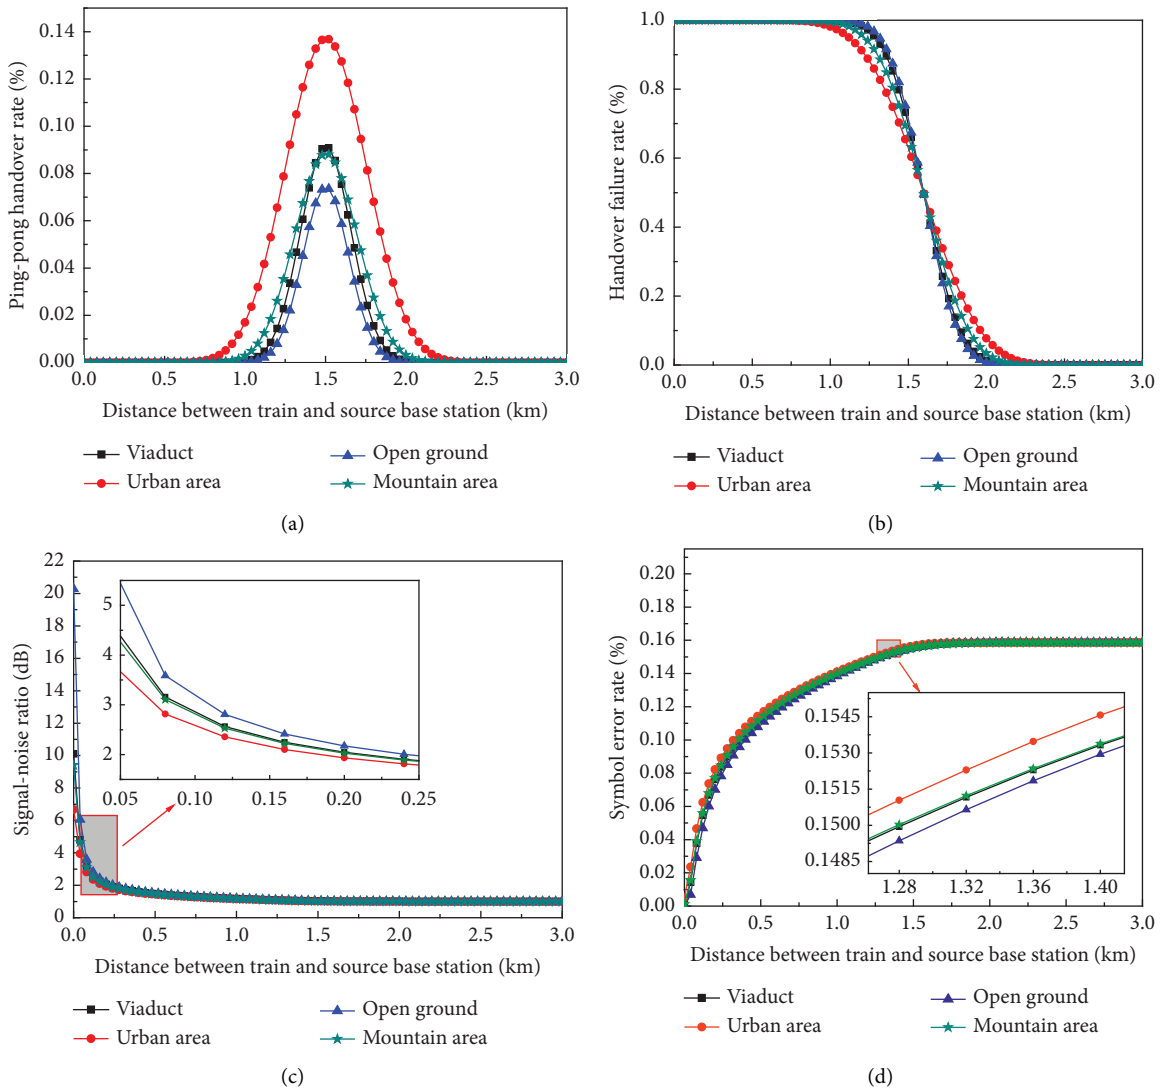 Ping-pong handover rate (%)
0.14
0.12
0.10
0.08
0.06
0.04
0.02
0.00
0.0 0.5 1.0 1.5 2.0 2.5 3.0
Distance between train and source base station (km)
Viaduct Open ground
Urban area Mountain area
(a)
Handover failure rate (%)
1.0
0.8
0.6
0.4
0.2
0.0
0.0 0.5 1.0 1.5 2.0 2.5 3.0
Distance between train and source base station (km)
Viaduct Open ground
Urban area Mountain area
(b)
Signal-noise ratio (dB)
22
20
18
16
14
12
10
8
6
4
2
0
0.0 0.5 1.0 1.5 2.0 2.5 3.0
5
4
3
2
0.05 0.10 0.15 0.20 0.25
Distance between train and source base station (km)
Viaduct Open ground
Urban area Mountain area
(c)
Symbol error rate (%)
0.20
0.18
0.16
0.14
0.12
0.10
0.08
0.06
0.04
0.02
0.00
0.0 0.5 1.0 1.5 2.0 2.5 3.0
0.1545
0.1530
0.1515
0.1500
0.1485
1.28 1.32 1.36 1.40
Distance between train and source base station (km)
Viaduct Open ground
Urban area Mountain area
(d)